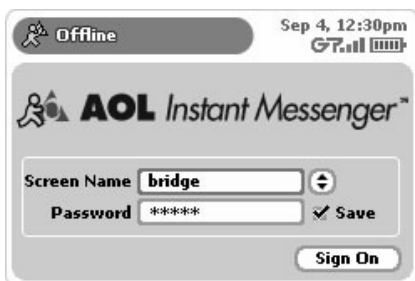 Offline
Sep 4, 12:30pm
G
AOL Instant Messenger™
Screen Name bridge
Password *****
Save
Sign On